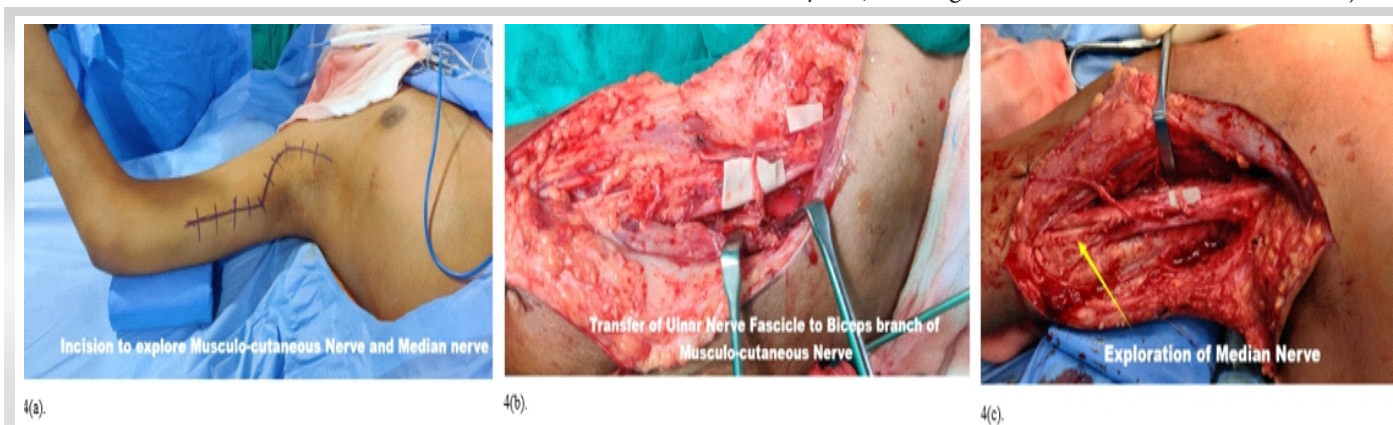 Incision to explore Musculo-cutaneous Nerve and Median nerve
Transfer of Ulnar Nerve Fascicle to Biceps branch of
Musculo-cutaneous Nerve
Exploration of Median Nerve
4(a).
4(b).
4(c).